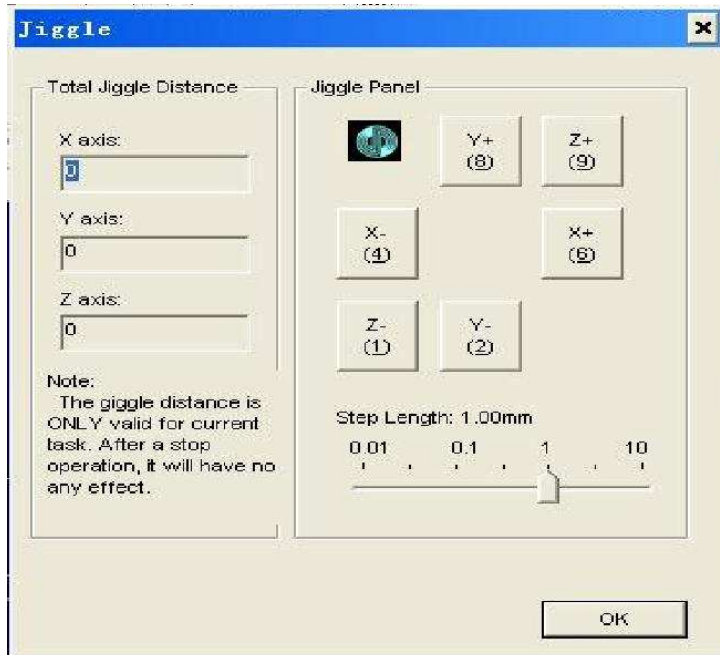 Jiggle
Total Jiggle Distance
X axis:
0
Y axis:
0
Z axis:
0
Note:
The giggle distance is
ONLY valid for current
task. After a stop
operation, it will have no
any effect.
Jiggle Panel
Y+
(8)
Z+
(9)
X-
(4)
X+
(6)
Z-
(1)
Y-
(2)
Step Length: 1.00mm
0.01 0.1 1 10
OK